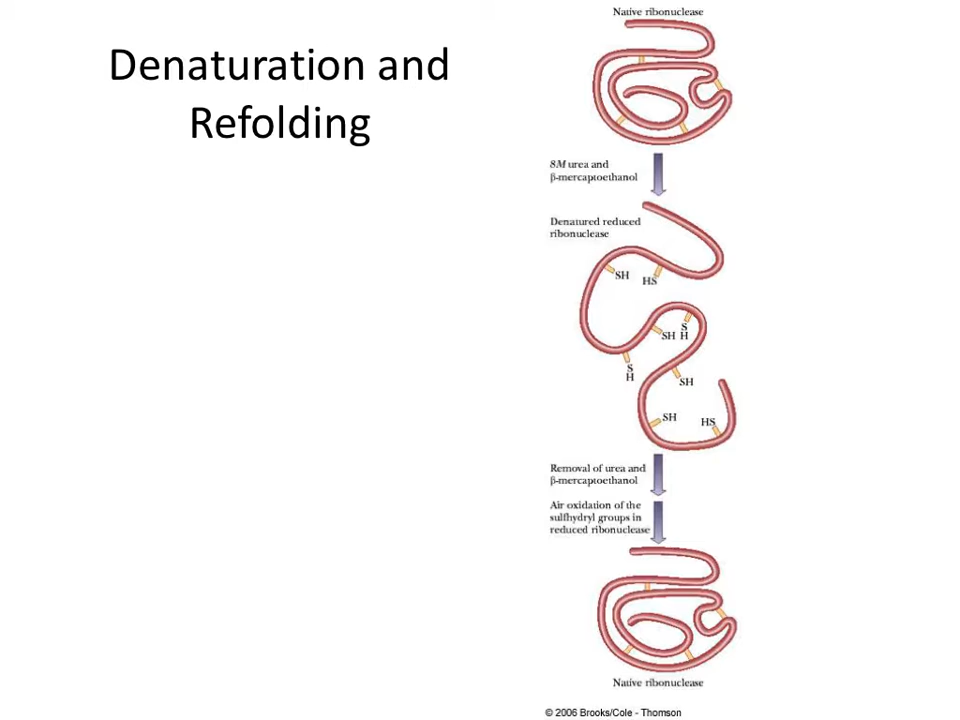 Denaturation and
Refolding
Native ribonuclease
8M urea and
β-mercaptoethanol
Denatured reduced
ribonuclease
SH
HS
SH
S
H
S
H
SH
SH
HS
Removal of urea and
β-mercaptoethanol
Air oxidation of the
sulfhydryl groups in
reduced ribonuclease
Native ribonuclease
© 2006 Brooks/Cole - Thomson